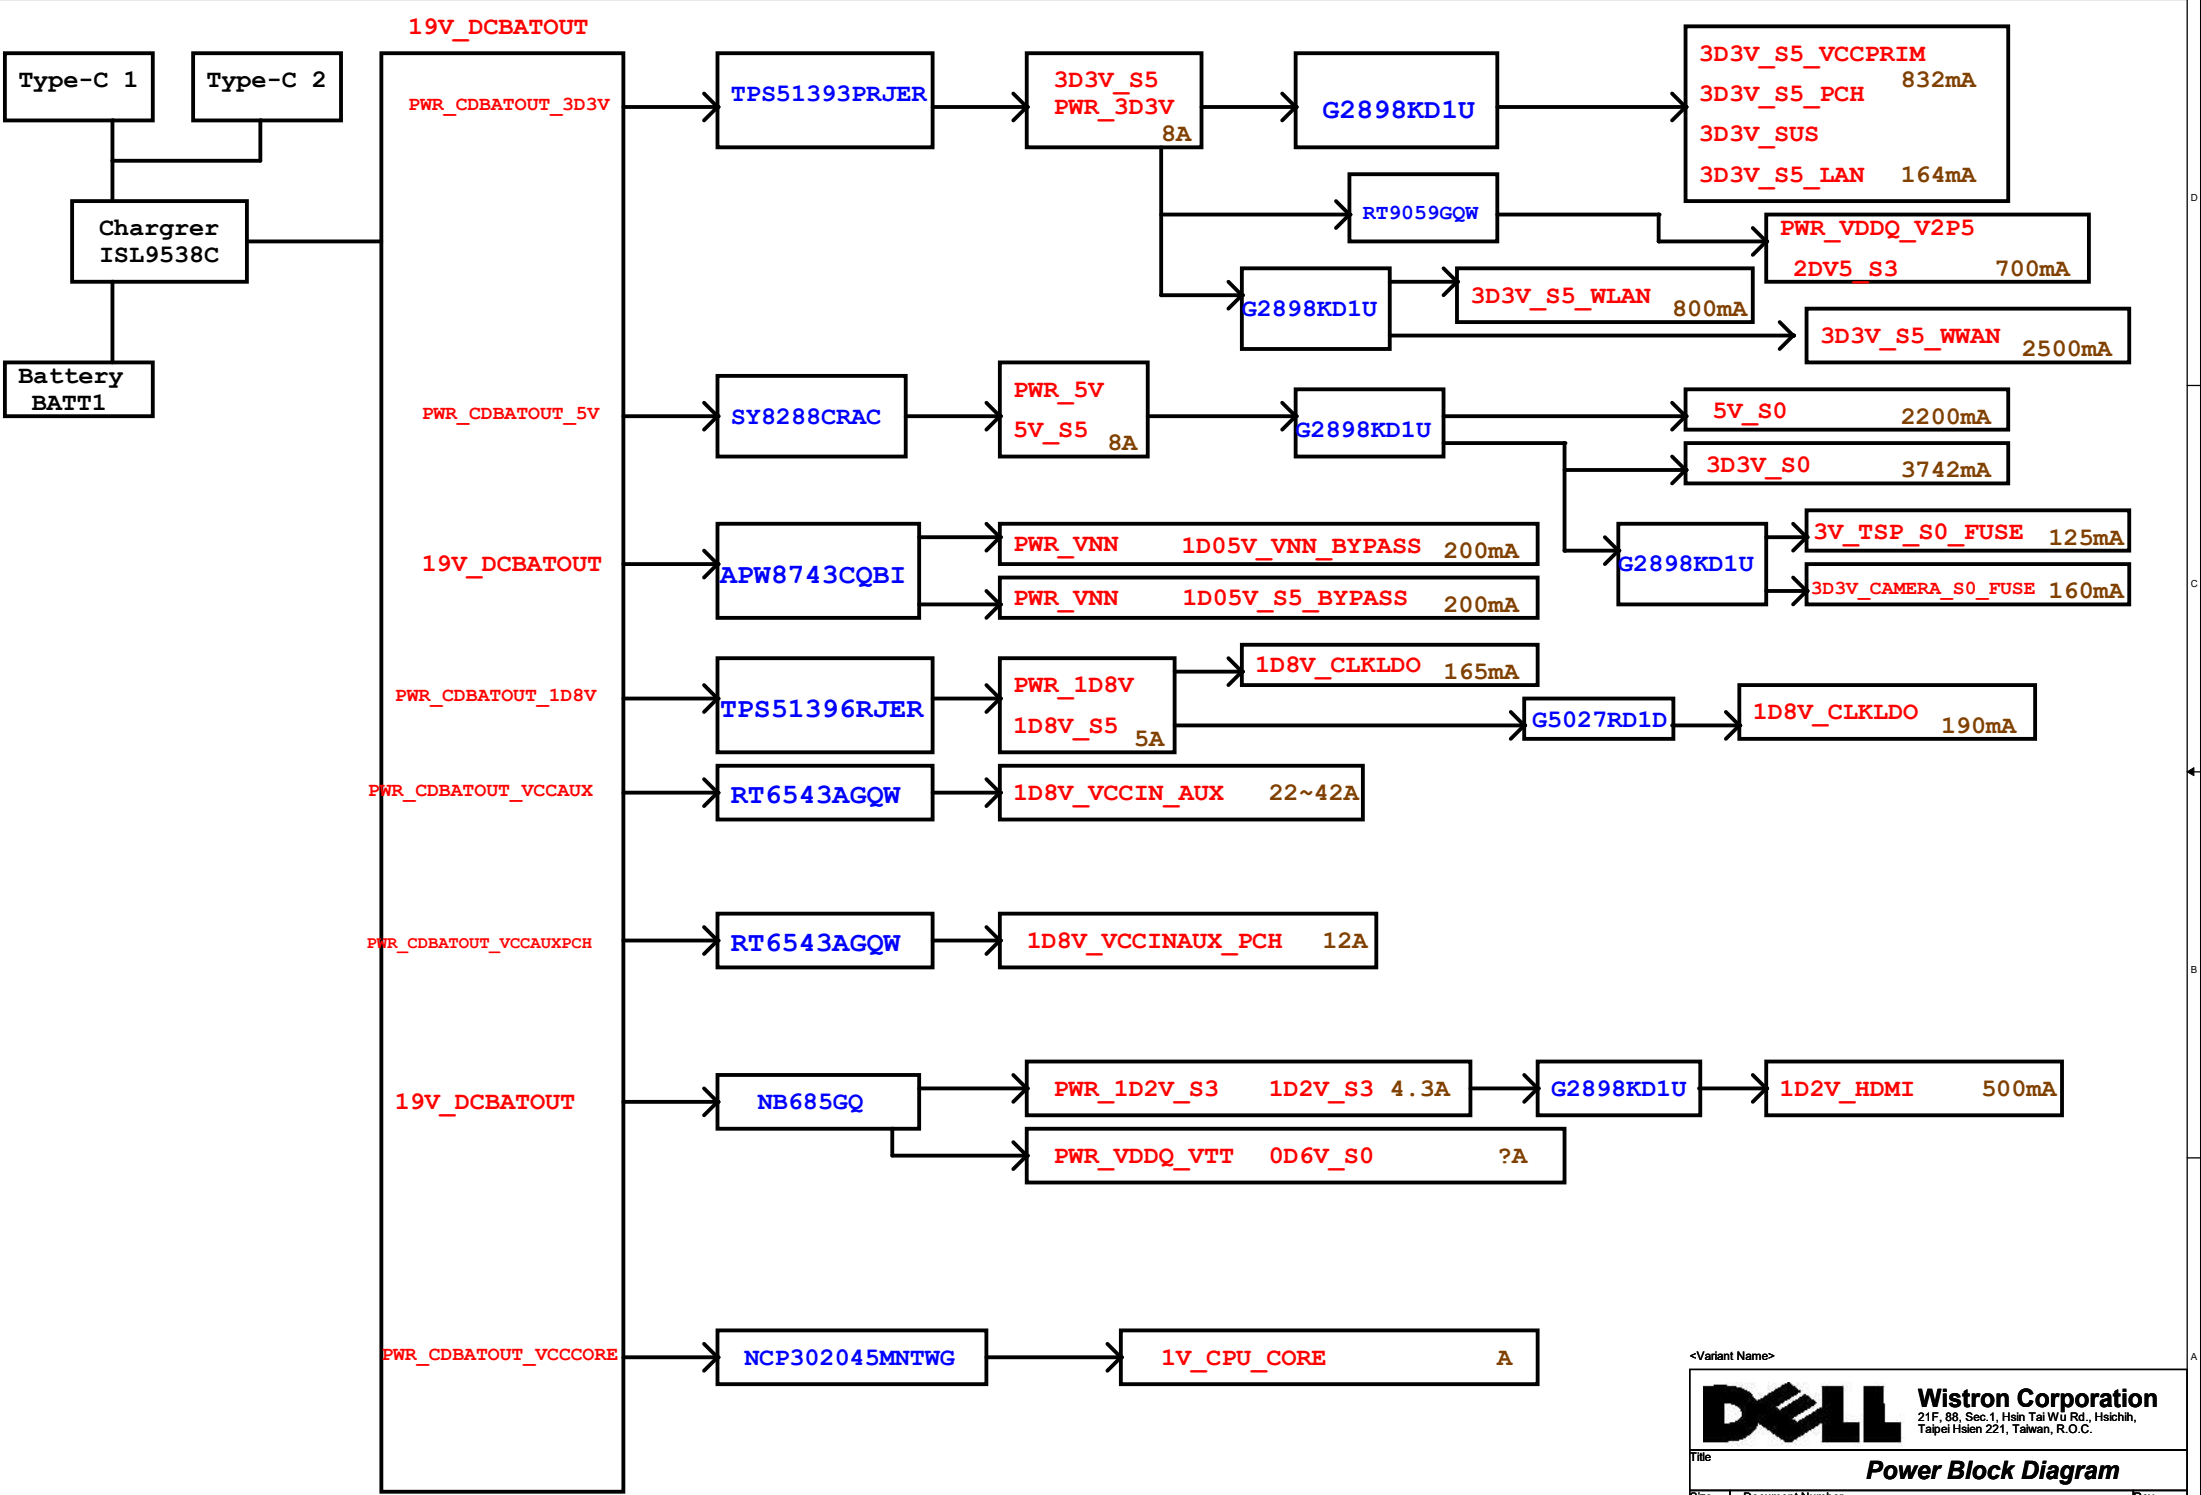 19V_DCBATOUT
Type-C 1
Type-C 2
Chargrer
ISL9538C
Battery
BATT1
PWR_CDBATOUT_3D3V
TPS51393PRJER
3D3V_S5
PWR_3D3V
8A
G2898KD1U
3D3V_S5_VCCPRIM
832mA
3D3V_S5_PCH
3D3V_SUS
3D3V_S5_LAN 164mA
RT9059GQW
PWR_VDDQ_V2P5
2DV5_S3 700mA
G2898KD1U
3D3V_S5_WLAN 800mA
3D3V_S5_WWAN 2500mA
PWR_CDBATOUT_5V
SY8288CRAC
PWR_5V
5V_S5 8A
G2898KD1U
5V_S0 2200mA
3D3V_S0 3742mA
G2898KD1U
3V_TSP_S0_FUSE 125mA
3D3V_CAMERA_S0_FUSE 160mA
19V_DCBATOUT
APW8743CQBI
PWR_VNN 1D05V_VNN_BYPASS 200mA
PWR_VNN 1D05V_S5_BYPASS 200mA
PWR_CDBATOUT_1D8V
TPS51396RJER
PWR_1D8V
1D8V_S5 5A
1D8V_CLKLDO 165mA
G5027RD1D
1D8V_CLKLDO 190mA
PWR_CDBATOUT_VCCAUX
RT6543AGQW
1D8V_VCCIN_AUX 22~42A
PWR_CDBATOUT_VCCAUXPCH
RT6543AGQW
1D8V_VCCINAUX_PCH 12A
19V_DCBATOUT
NB685GQ
PWR_1D2V_S3 1D2V_S3 4.3A
G2898KD1U
1D2V_HDMI 500mA
PWR_VDDQ_VTT 0D6V_S0 ?A
PWR_CDBATOUT_VCCCORE
NCP302045MNTWG
1V_CPU_CORE A
D
C
B
A
<Variant Name>
DELL
Wistron Corporation
21F, 88, Sec.1, Hsin Tai Wu Rd., Hsichih,
Taipei Hsien 221, Taiwan, R.O.C.
Title
Power Block Diagram
Size Document Number Rev